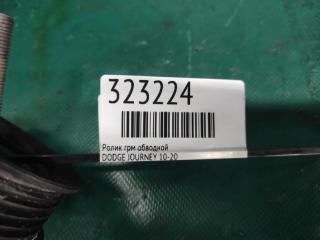 323224
Ролик грм обводной
DODGE JOURNEY 10-20